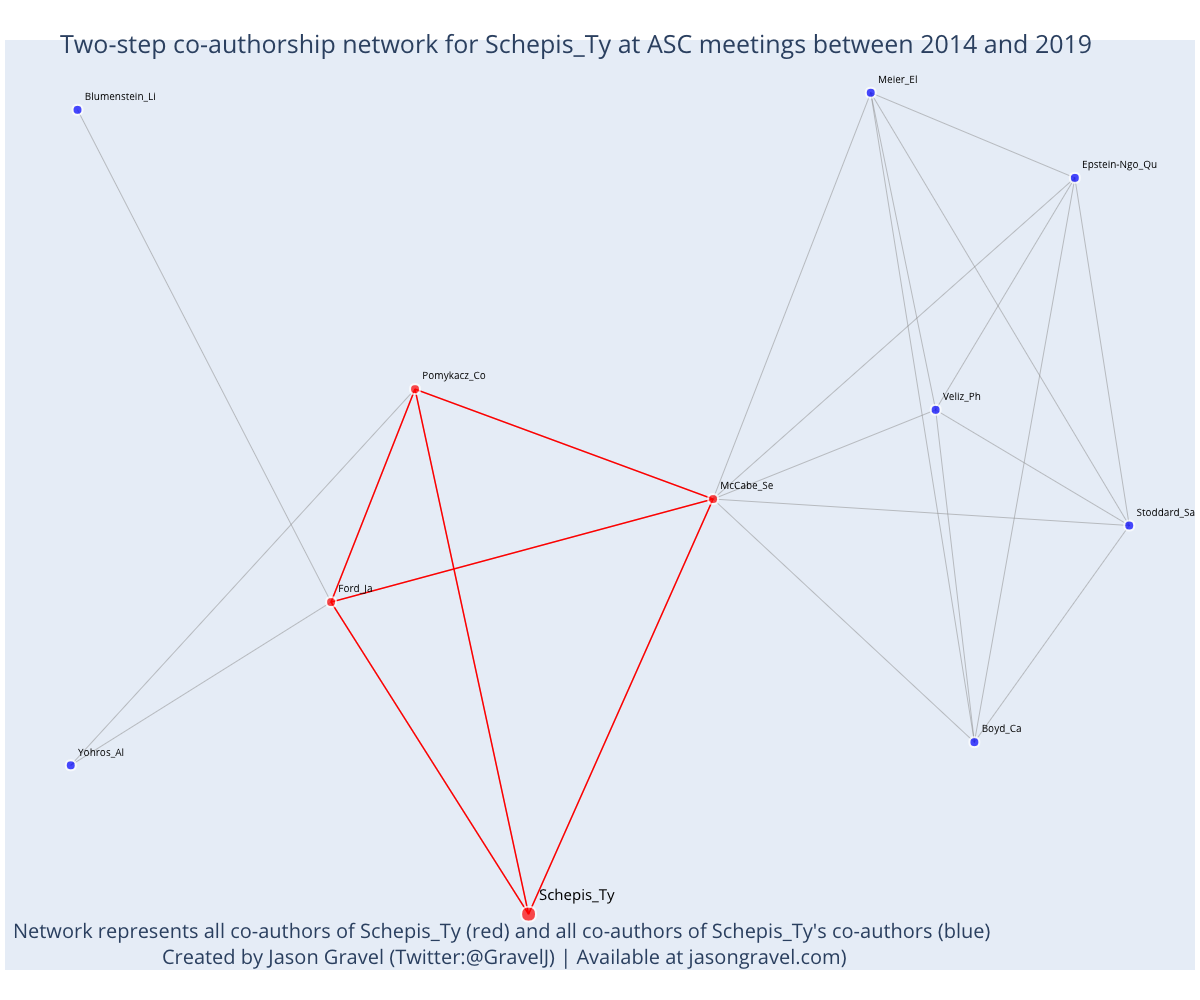 Two-step co-authorship network for Schepis_Ty at ASC meetings between 2014 and 2019
Meier_El
Blumenstein_Li
Epstein-Ngo_Qu
Pomykacz_Co
Veliz_Ph
McCabe_Se
Stoddard_Sa
Ford_Ja
Boyd_Ca
Yohros_Al
Schepis_Ty
Network represents all co-authors of Schepis_Ty (red) and all co-authors of Schepis_Ty's co-authors (blue)
Created by Jason Gravel (Twitter:@GravelJ) | Available at jasongravel.com)